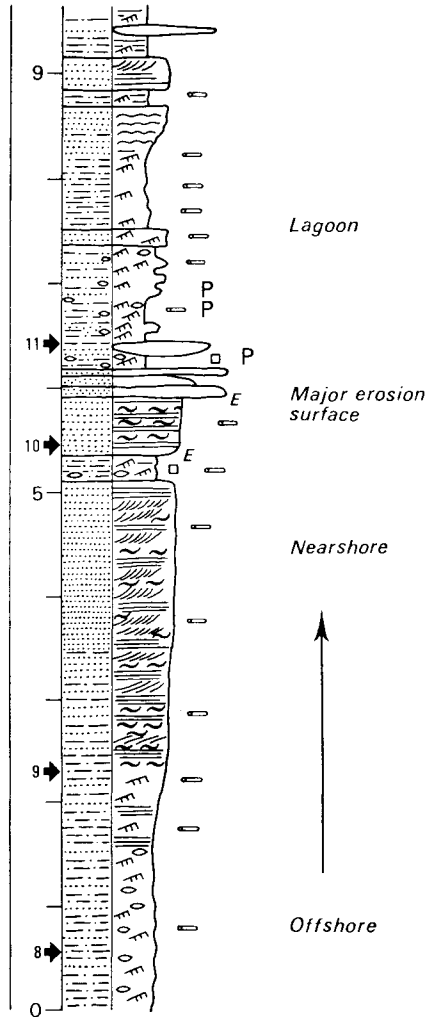 9
Lagoon
P
P
11
P
E
Major erosion
surface
10
E
5
Nearshore
9
8
Offshore
0